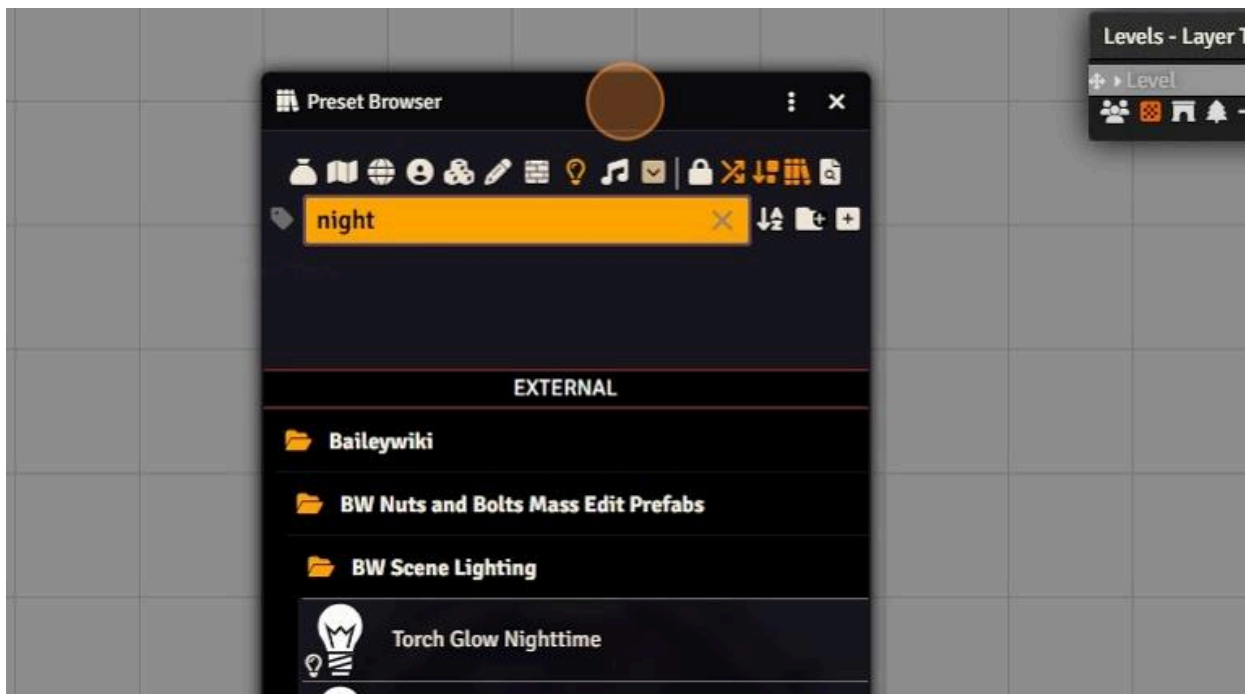 Levels - Layer T
Preset Browser
Level
night
EXTERNAL
Baileywiki
BW Nuts and Bolts Mass Edit Prefabs
BW Scene Lighting
Torch Glow Nighttime